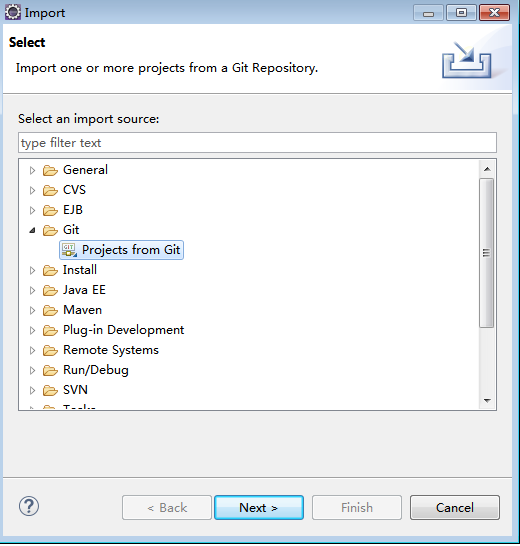 Import
Select
Import one or more projects from a Git Repository.
Select an import source:
type filter text
General
CVS
EJB
Git
GIT
Projects from Git
Install
Java EE
Maven
Plug-in Development
Remote Systems
Run/Debug
SVN
Tasks
?
< Back
Next >
Finish
Cancel